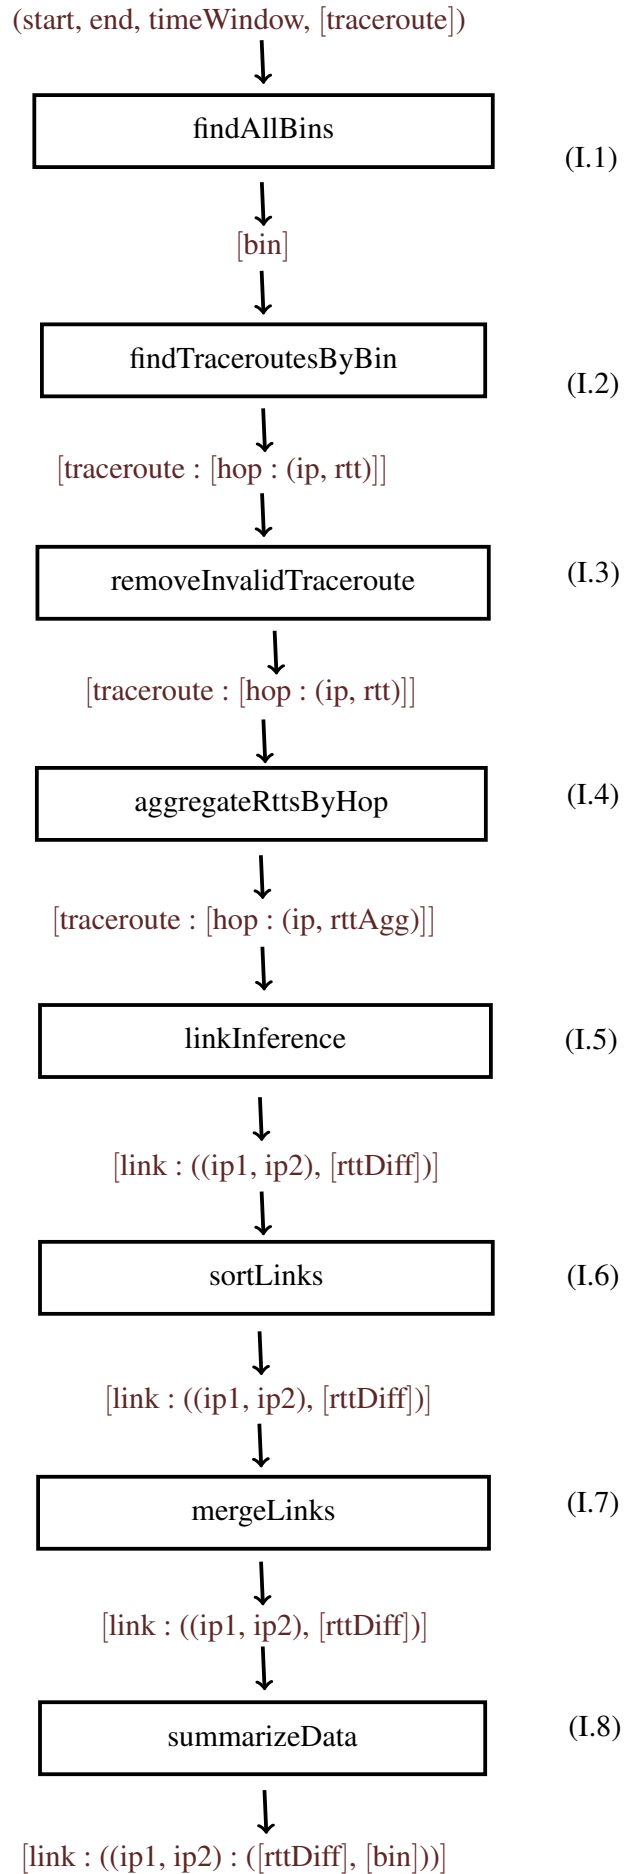 (start, end, timeWindow, [traceroute])
findAllBins
(I.1)
[bin]
findTraceroutesByBin
(I.2)
[traceroute : [hop : (ip, rtt)]]
removeInvalidTraceroute
(I.3)
[traceroute : [hop : (ip, rtt)]]
aggregateRttsByHop
(I.4)
[traceroute : [hop : (ip, rttAgg)]]
linkInference
(I.5)
[link : ((ip1, ip2), [rttDiff])]
sortLinks
(I.6)
[link : ((ip1, ip2), [rttDiff])]
mergeLinks
(I.7)
[link : ((ip1, ip2), [rttDiff])]
summarizeData
(I.8)
[link : ((ip1, ip2) : ([rttDiff], [bin]))]